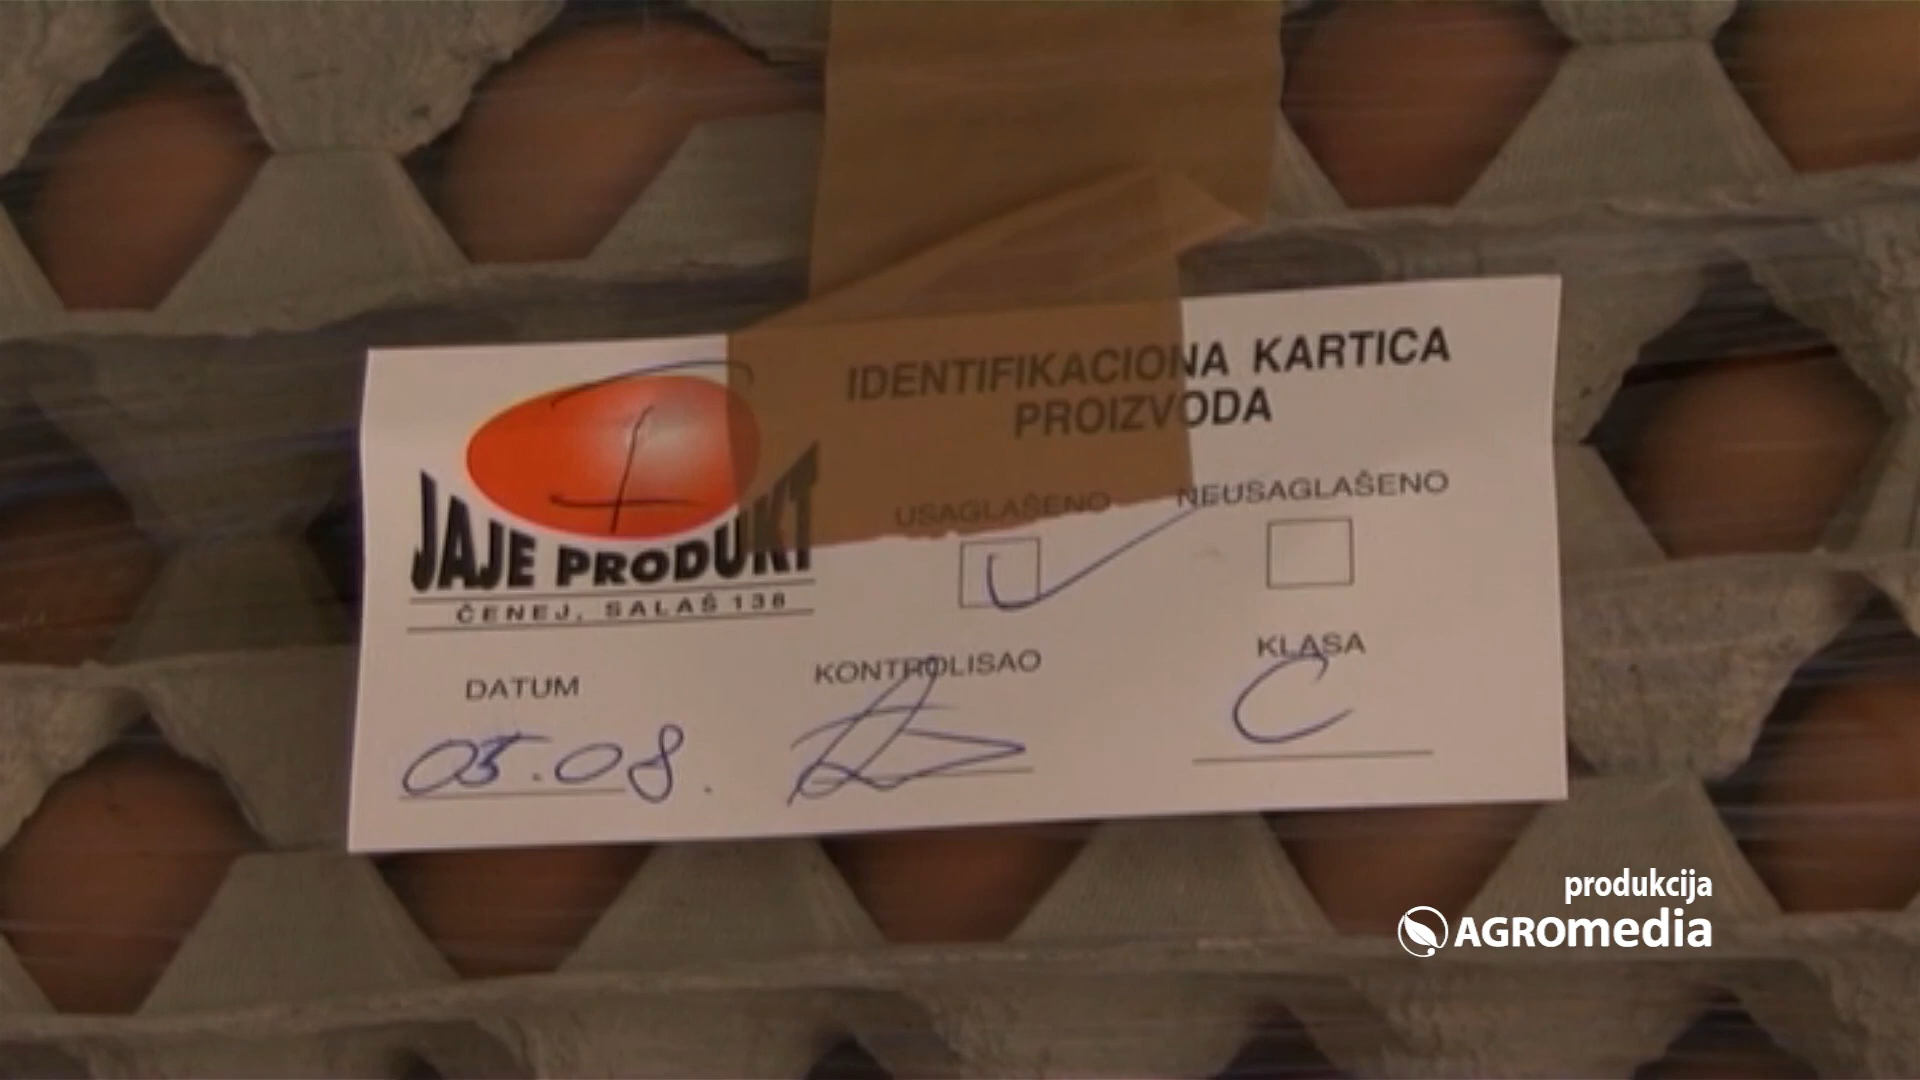 IDENTIFIKACIONA KARTICA
PROIZVODA
JAJE PRODUKT
ČENEJ, SALAŠ 138
USAGLAŠENO
NEUSAGLAŠENO
DATUM
KONTROLISAO
KLASA
05.08.
C
produkcija
AGROmedia